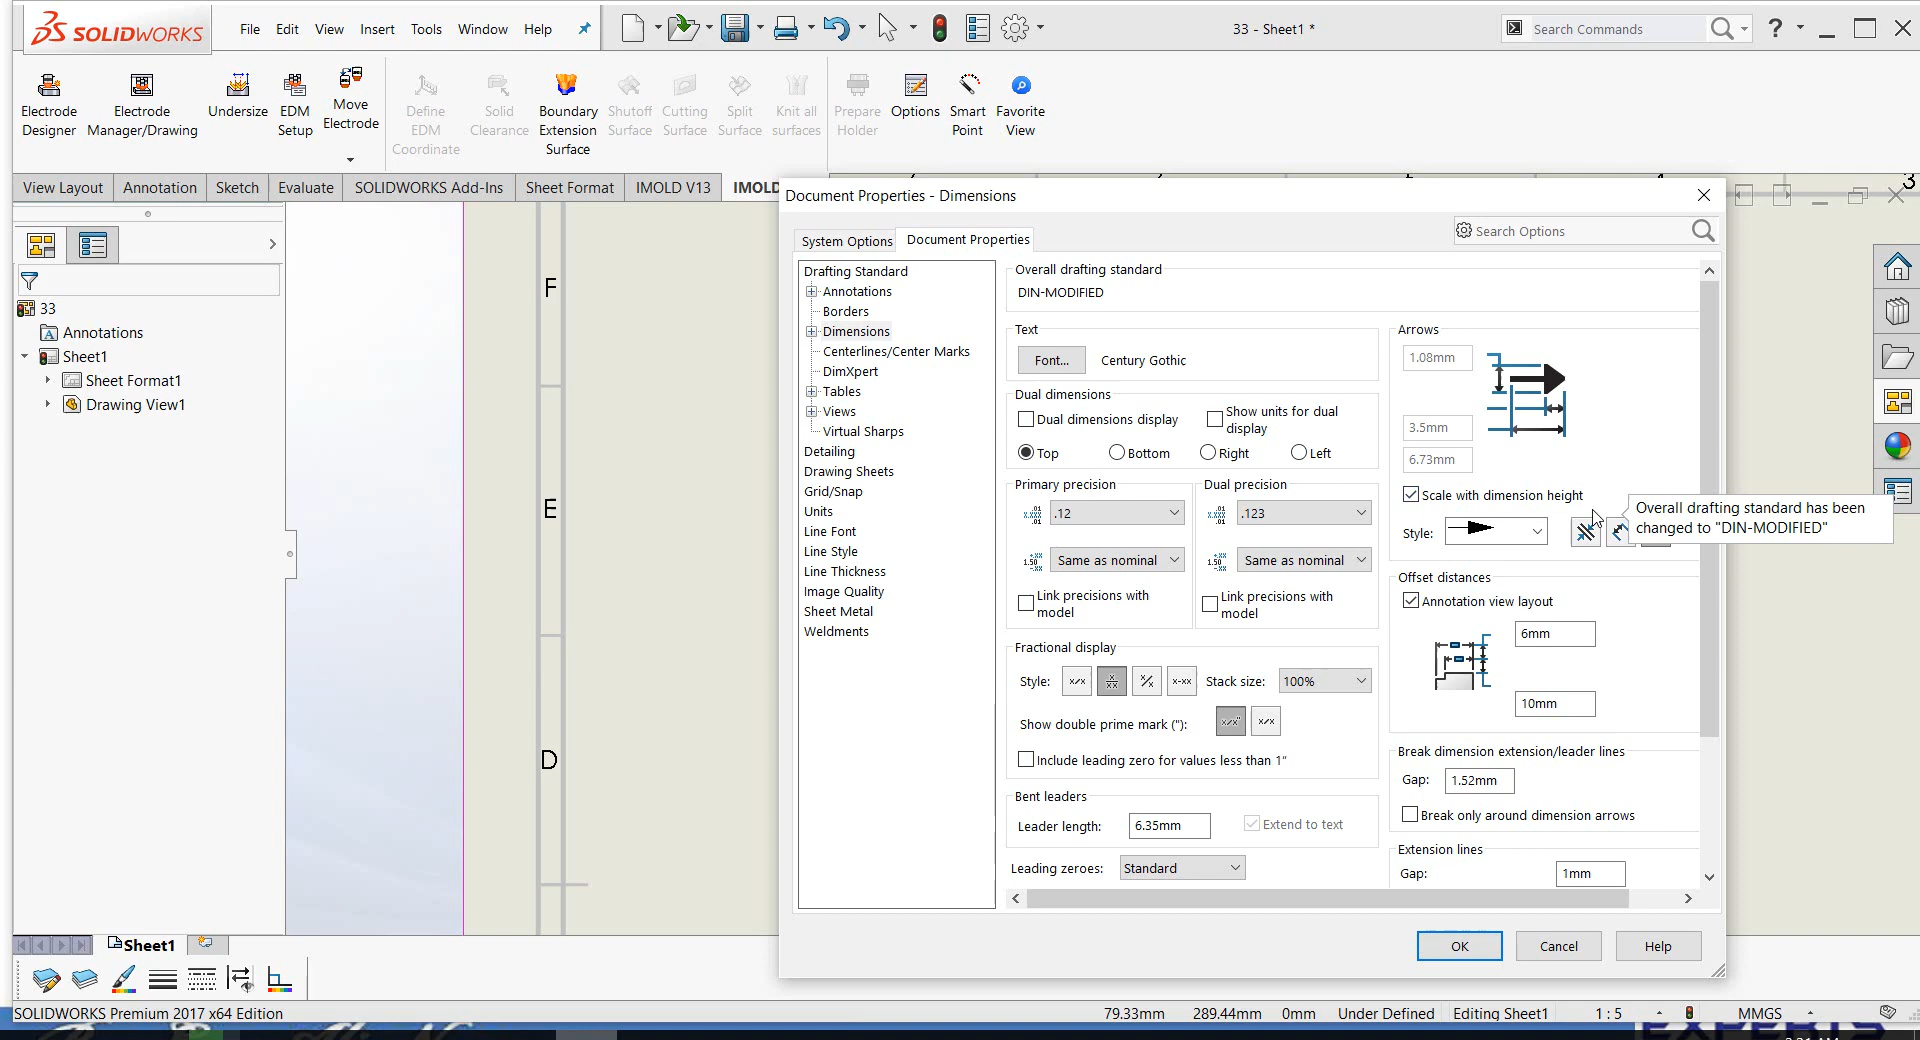 SOLIDWORKS
File Edit View Insert Tools Window Help
33 - Sheet1 *
Search Commands
Electrode Designer
Electrode Manager/Drawing
Undersize
EDM Setup
Move Electrode
Define EDM Coordinate
Solid Clearance
Boundary Extension Surface
Shutoff Surface
Cutting Surface
Split Surface
Knit all surfaces
Prepare Holder
Options
Smart Point
Favorite View
View Layout Annotation Sketch Evaluate SOLIDWORKS Add-Ins Sheet Format IMOLD V13 IMOLD
3
33
Annotations
Sheet1
Sheet Format1
Drawing View1
F
E
D
Document Properties - Dimensions
System Options Document Properties
Search Options
Drafting Standard
Annotations
Borders
Dimensions
Centerlines/Center Marks
DimXpert
Tables
Views
Virtual Sharps
Detailing
Drawing Sheets
Grid/Snap
Units
Line Font
Line Style
Line Thickness
Image Quality
Sheet Metal
Weldments
Overall drafting standard
DIN-MODIFIED
Text
Font... Century Gothic
Dual dimensions
Dual dimensions display
Show units for dual
display
Top Bottom Right Left
Primary precision
.12
Same as nominal
Link precisions with
model
Dual precision
.123
Same as nominal
Link precisions with
model
Fractional display
Style: Stack size: 100%
Show double prime mark ("):
Include leading zero for values less than 1"
Bent leaders
Leader length: 6.35mm Extend to text
Leading zeroes: Standard
Arrows
1.08mm
3.5mm
6.73mm
Scale with dimension height
Style:
Overall drafting standard has been
changed to "DIN-MODIFIED"
Offset distances
Annotation view layout
6mm
10mm
Break dimension extension/leader lines
Gap: 1.52mm
Break only around dimension arrows
Extension lines
Gap: 1mm
OK Cancel Help
Sheet1
SOLIDWORKS Premium 2017 x64 Edition
79.33mm 289.44mm 0mm Under Defined Editing Sheet1 1 : 5 MMGS